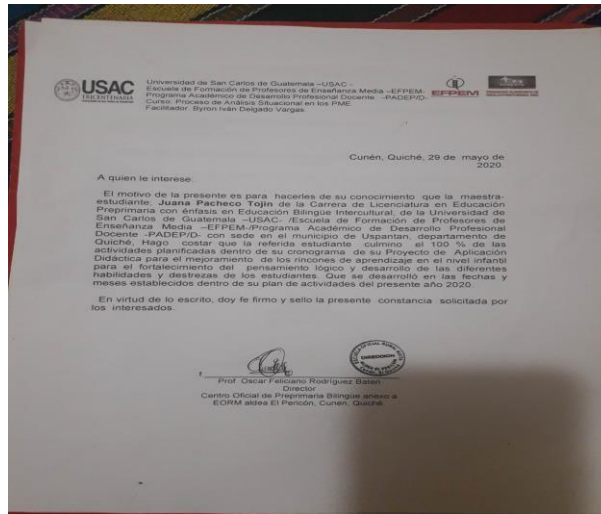 USAC
TRICENTENARIA
Universidad de San Carlos de Guatemala –USAC -
Escuela de Formación de Profesores de Enseñanza Media –EFPEM-
Programa Académico de Desarrollo Profesional Docente -PADEP/D-
Curso: Proceso de Análisis Situacional en los PME
Facilitador: Byron Iván Delgado Vargas
EFPEM
Cunén, Quiché, 29 de mayo de
2020
A quien le interese:
El motivo de la presente es para hacerles de su conocimiento que la maestra-
estudiante; Juana Pacheco Tojin de la Carrera de Licenciatura en Educación
Preprimaria con énfasis en Educación Bilingüe Intercultural, de la Universidad de
San Carlos de Guatemala –USAC- /Escuela de Formación de Profesores de
Enseñanza Media –EFPEM-/Programa Académico de Desarrollo Profesional
Docente -PADEP/D- con sede en el municipio de Uspantan, departamento de
Quiché, Hago costar que la referida estudiante culmino el 100 % de las
actividades planificadas dentro de su cronograma de su Proyecto de Aplicación
Didáctica para el mejoramiento de los rincones de aprendizaje en el nivel infantil
para el fortalecimiento del pensamiento lógico y desarrollo de las diferentes
habilidades y destrezas de los estudiantes. Que se desarrolló en las fechas y
meses establecidos dentro de su plan de actividades del presente año 2020.
En virtud de lo escrito, doy fe firmo y sello la presente constancia solicitada por
los interesados.
Prof. Oscar Feliciano Rodríguez Baten
Director
Centro Oficial de Preprimaria Bilingüe anexo a
EORM aldea El Pericón, Cunen, Quiché
DIRECCION